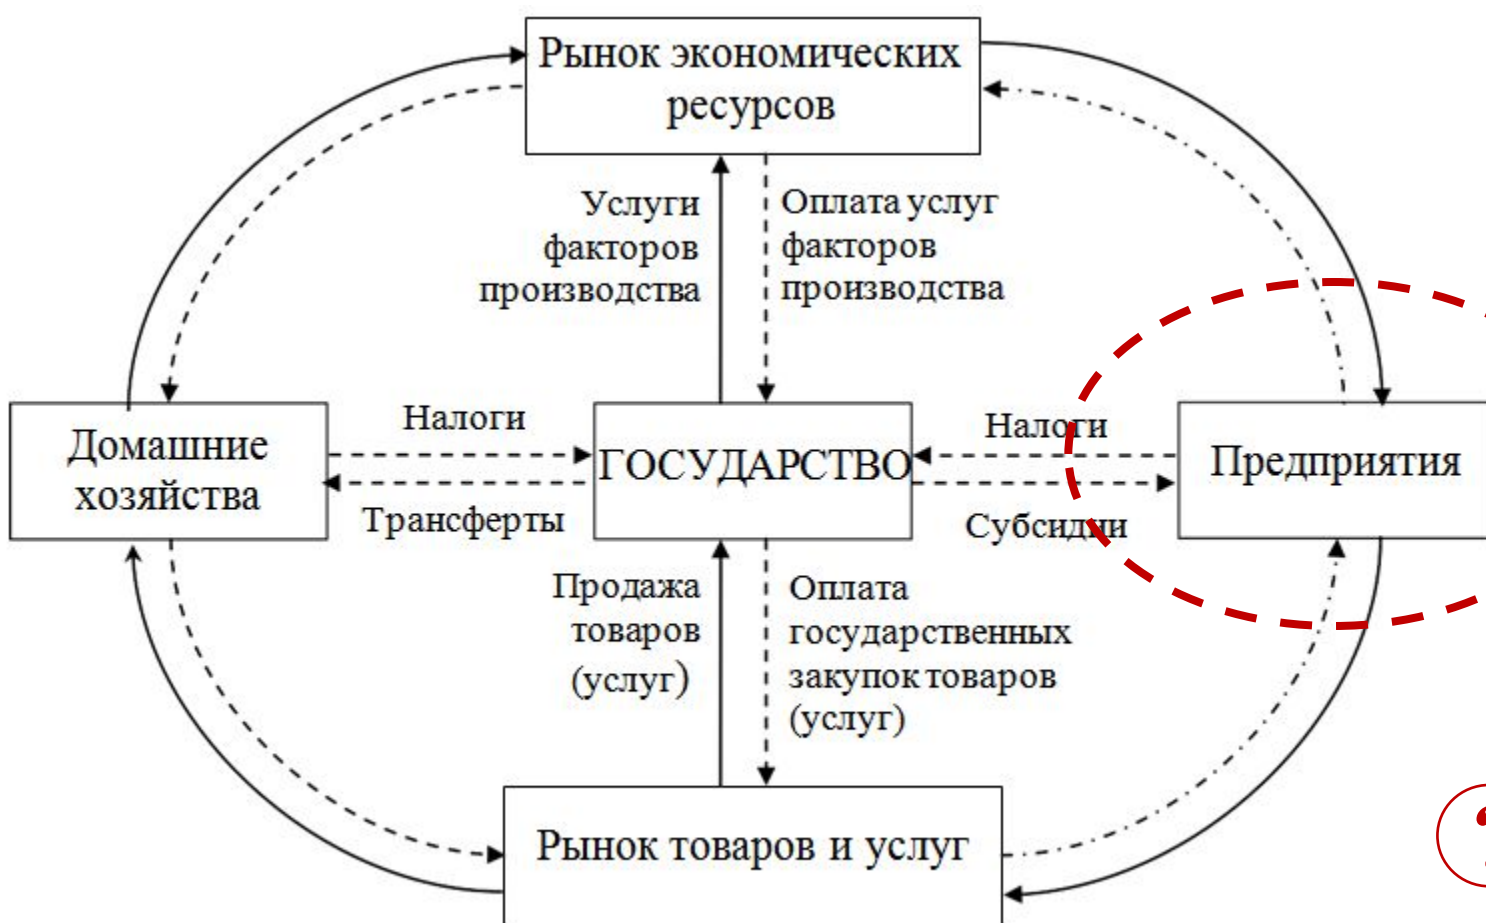 Рынок экономических
ресурсов
Услуги
факторов
производства
Оплата услуг
факторов
производства
Домашние
хозяйства
Налоги
Трансферты
ГОСУДАРСТВО
Налоги
Субсидии
Предприятия
Продажа
товаров
(услуг)
Оплата
государственных
закупок товаров
(услуг)
Рынок товаров и услуг